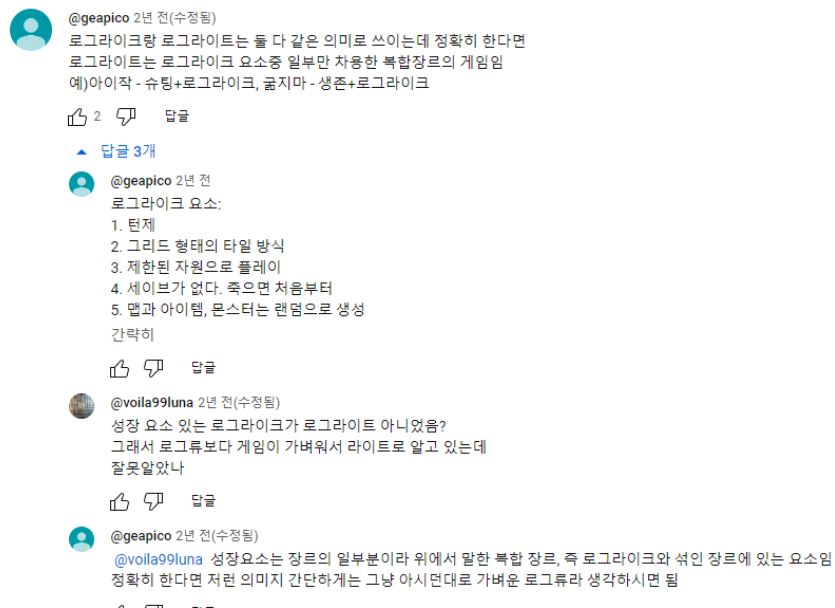 @geapico 2년 전(수정됨)
로그라이크랑 로그라이트는 둘 다 같은 의미로 쓰이는데 정확히 한다면
로그라이트는 로그라이크 요소중 일부만 차용한 복합장르의 게임임
예)아이작 - 슈팅+로그라이크, 굶지마 - 생존+로그라이크
2 답글
답글 3개
@geapico 2년 전
로그라이크 요소:
1. 턴제
2. 그리드 형태의 타일 방식
3. 제한된 자원으로 플레이
4. 세이브가 없다. 죽으면 처음부터
5. 맵과 아이템, 몬스터는 랜덤으로 생성
간략히
답글
@voila99luna 2년 전(수정됨)
성장 요소 있는 로그라이크가 로그라이트 아니었음?
그래서 로그류보다 게임이 가벼워서 라이트로 알고 있는데
잘못알았나
답글
@geapico 2년 전(수정됨)
@voila99luna 성장요소는 장르의 일부분이라 위에서 말한 복합 장르, 즉 로그라이크와 섞인 장르에 있는 요소임
정확히 한다면 저런 의미지 간단하게는 그냥 아시던대로 가벼운 로그류라 생각하시면 됨